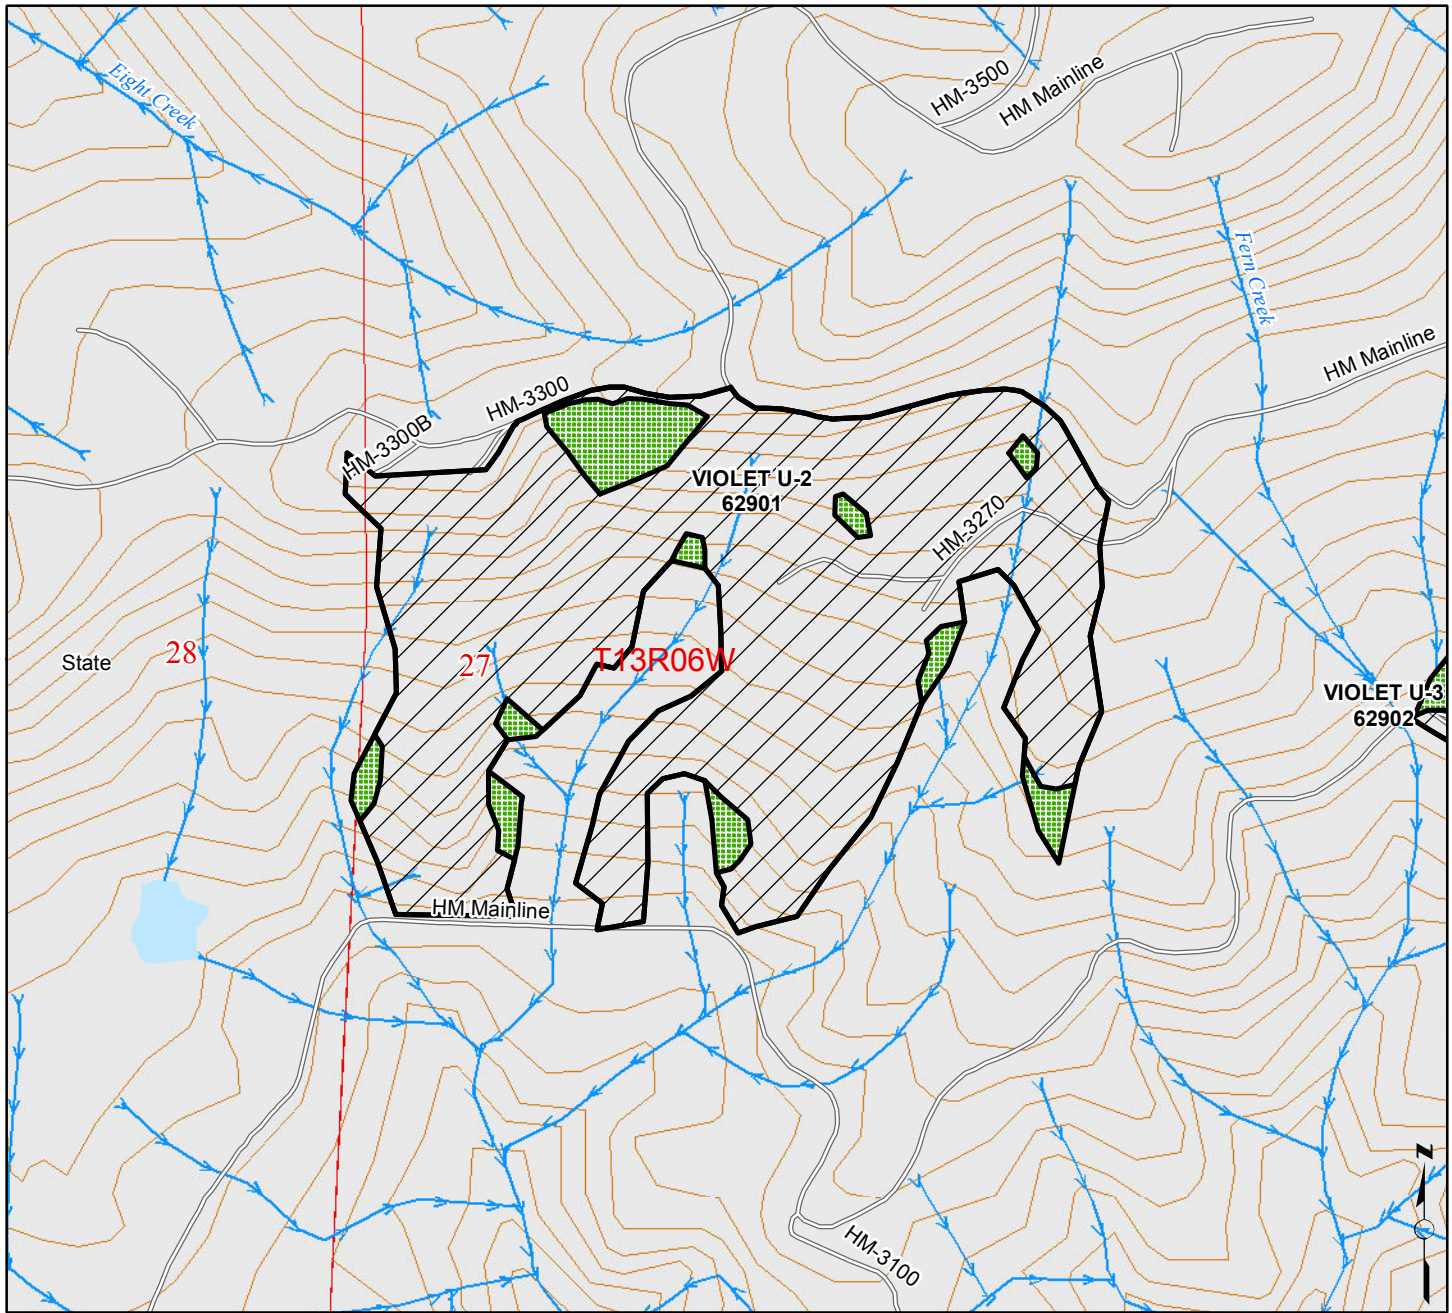 HM-3500
HM Mainline
Eight Creek
Fern Creek
HM Mainline
HM-3300
HM-3300B
VIOLET U-2
62901
HM-3270
State
28
27
T13R06W
VIOLET U-3
62902
HM Mainline
N
HM-3100